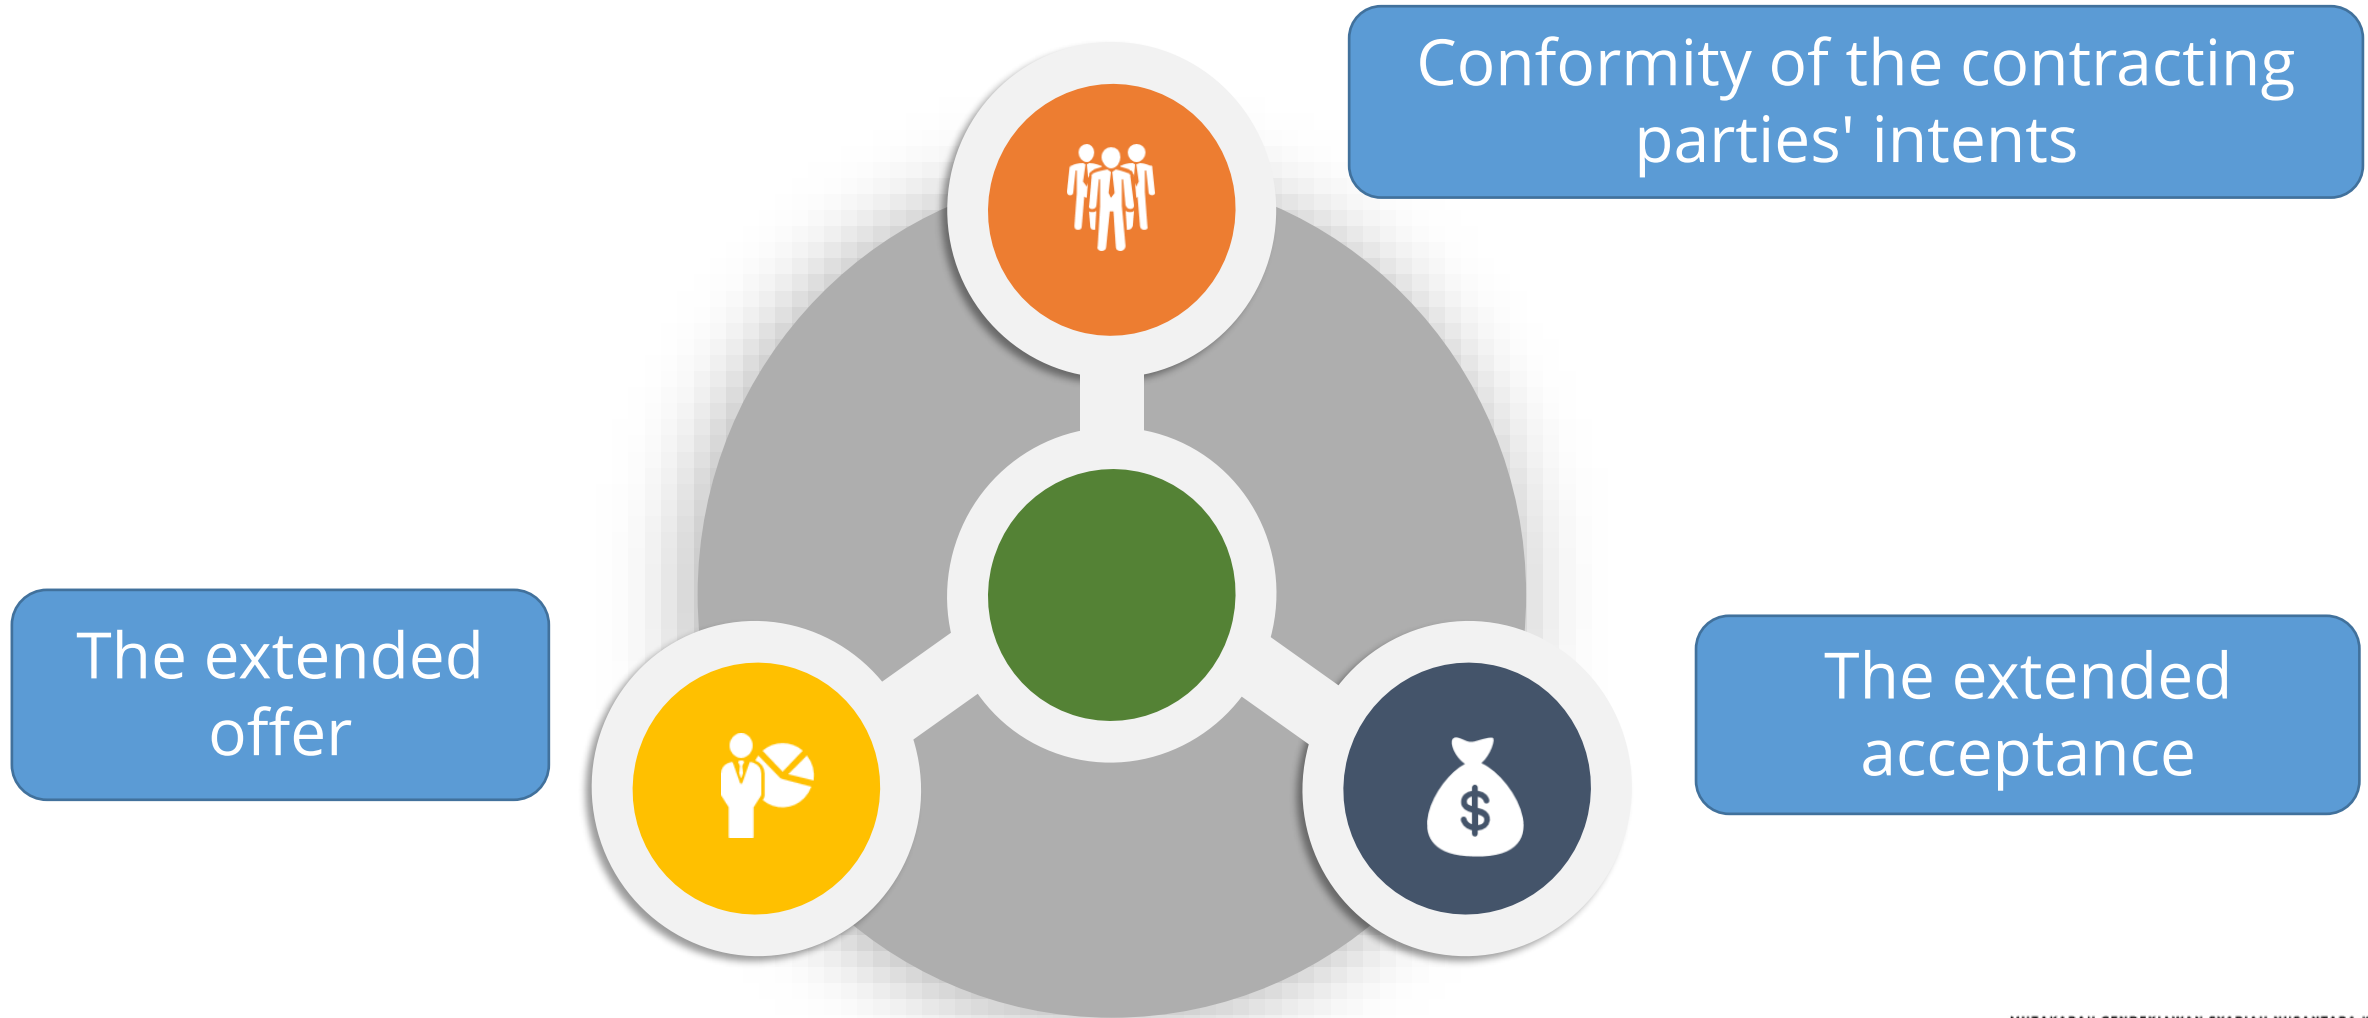 Conformity of the contracting
parties' intents
The extended
offer
The extended
acceptance
$